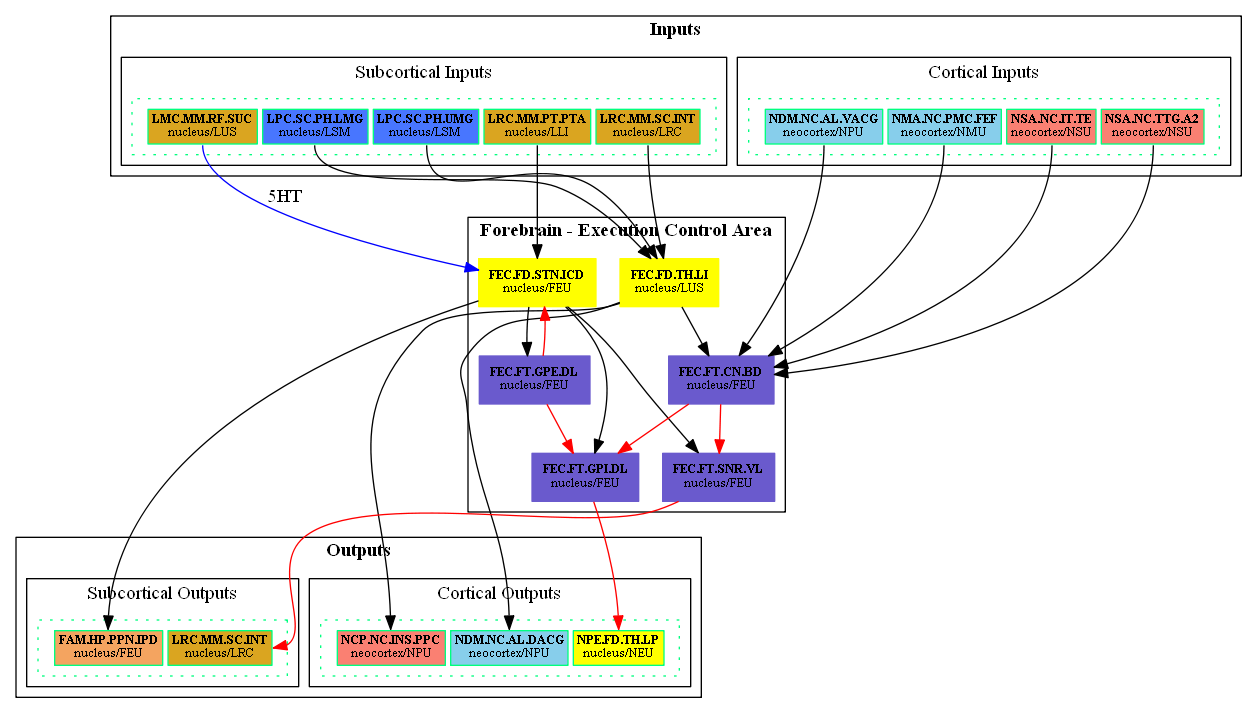 Inputs
Subcortical Inputs
Cortical Inputs
LMC.MM.RF.SUC
nucleus/LUS
LPC.SC.PH.LMG
nucleus/LSM
LPC.SC.PH.UMG
nucleus/LSM
LRC.MM.PT.PTA
nucleus/LLI
LRC.MM.SC.INT
nucleus/LRC
NDM.NC.AL.VACG
neocortex/NPU
NMA.NC.PMC.FEF
neocortex/NMU
NSA.NC.IT.TE
neocortex/NSU
NSA.NC.TTG.A2
neocortex/NSU
5HT
Forebrain - Execution Control Area
FEC.FD.STN.ICD
nucleus/FEU
FEC.FD.TH.LI
nucleus/LUS
FEC.FT.GPE.DL
nucleus/FEU
FEC.FT.CN.BD
nucleus/FEU
FEC.FT.GPI.DL
nucleus/FEU
FEC.FT.SNR.VL
nucleus/FEU
Outputs
Subcortical Outputs
Cortical Outputs
FAM.HP.PPN.IPD
nucleus/FEU
LRC.MM.SC.INT
nucleus/LRC
NCP.NC.INS.PPC
neocortex/NPU
NDM.NC.AL.DACG
neocortex/NPU
NPE.FD.TH.LP
nucleus/NEU